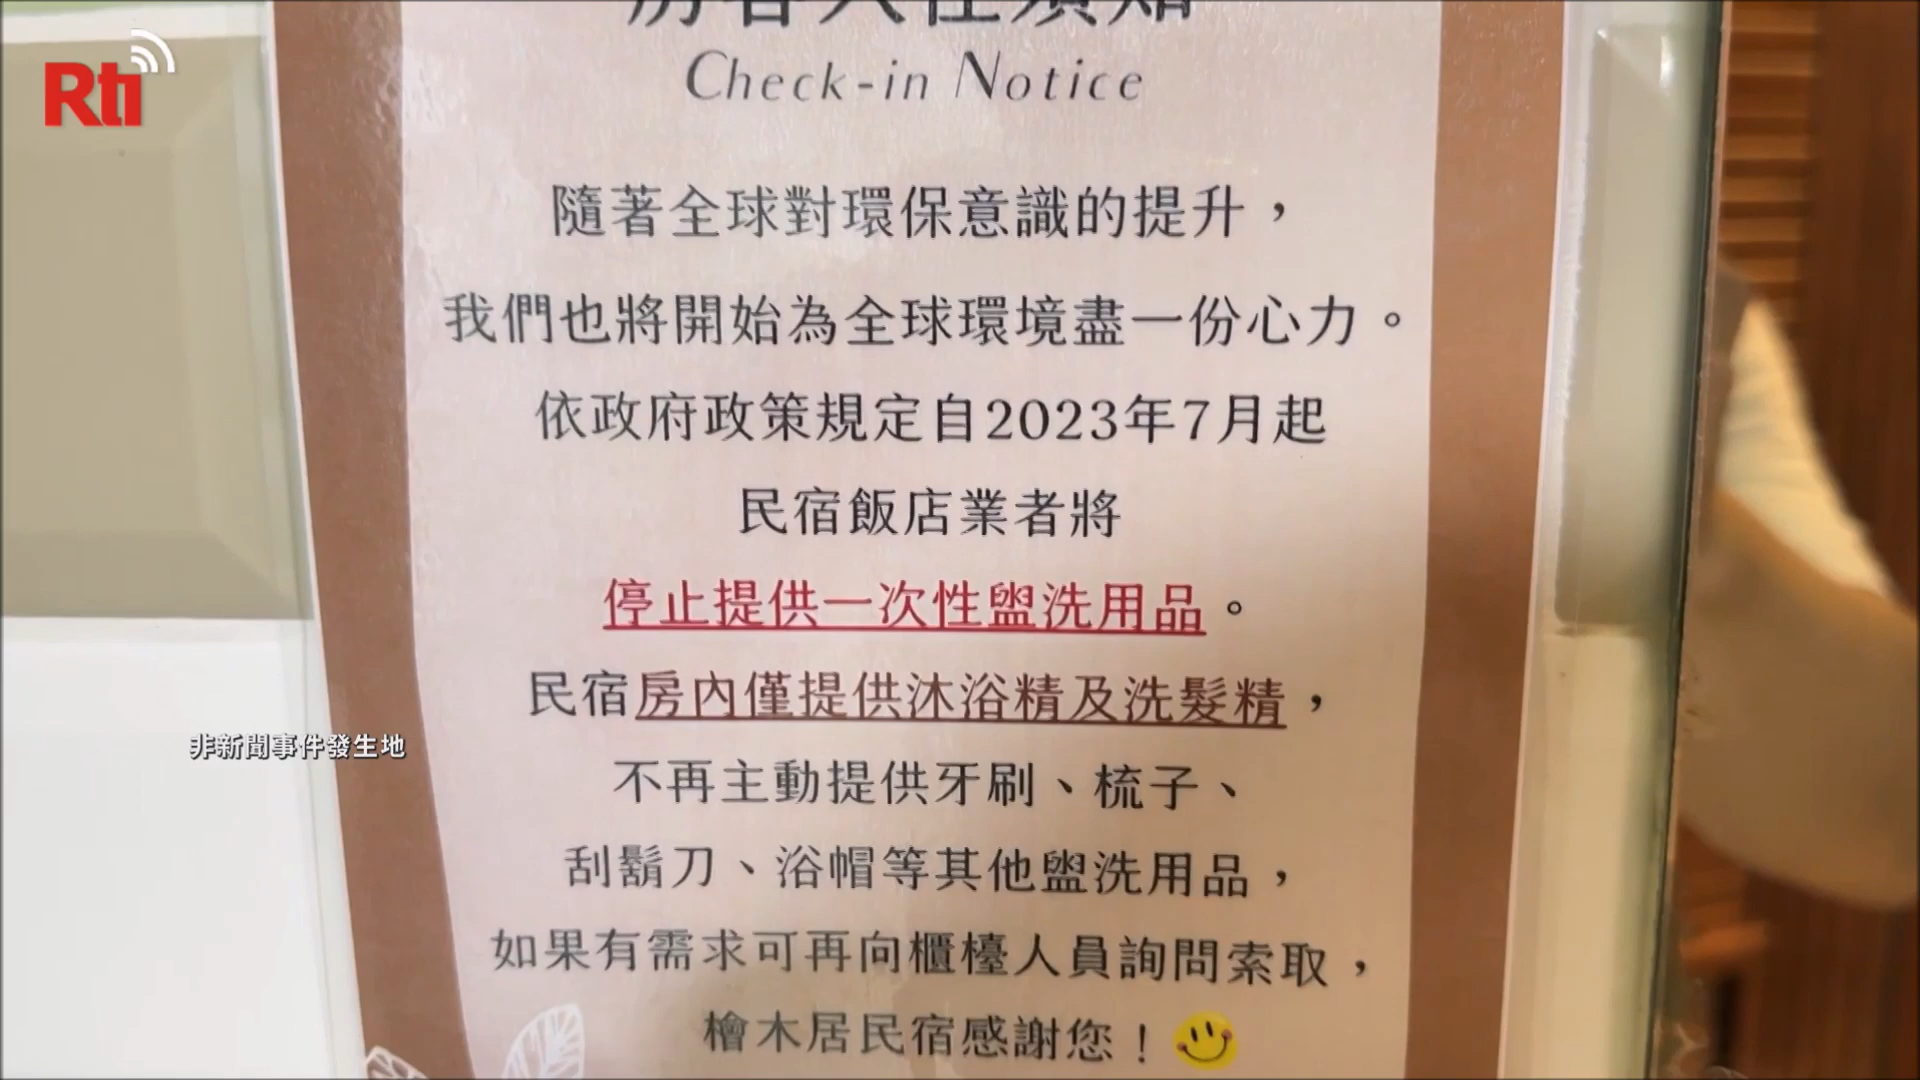 Rti
房客入住須知
Check-in Notice
隨著全球對環保意識的提升，
我們也將開始為全球環境盡一份心力。
依政府政策規定自2023年7月起
民宿飯店業者將
停止提供一次性盥洗用品。
民宿房內僅提供沐浴精及洗髮精，
不再主動提供牙刷、梳子、
刮鬍刀、浴帽等其他盥洗用品，
如果有需求可再向櫃檯人員詢問索取，
檜木居民宿感謝您！
非新聞事件發生地